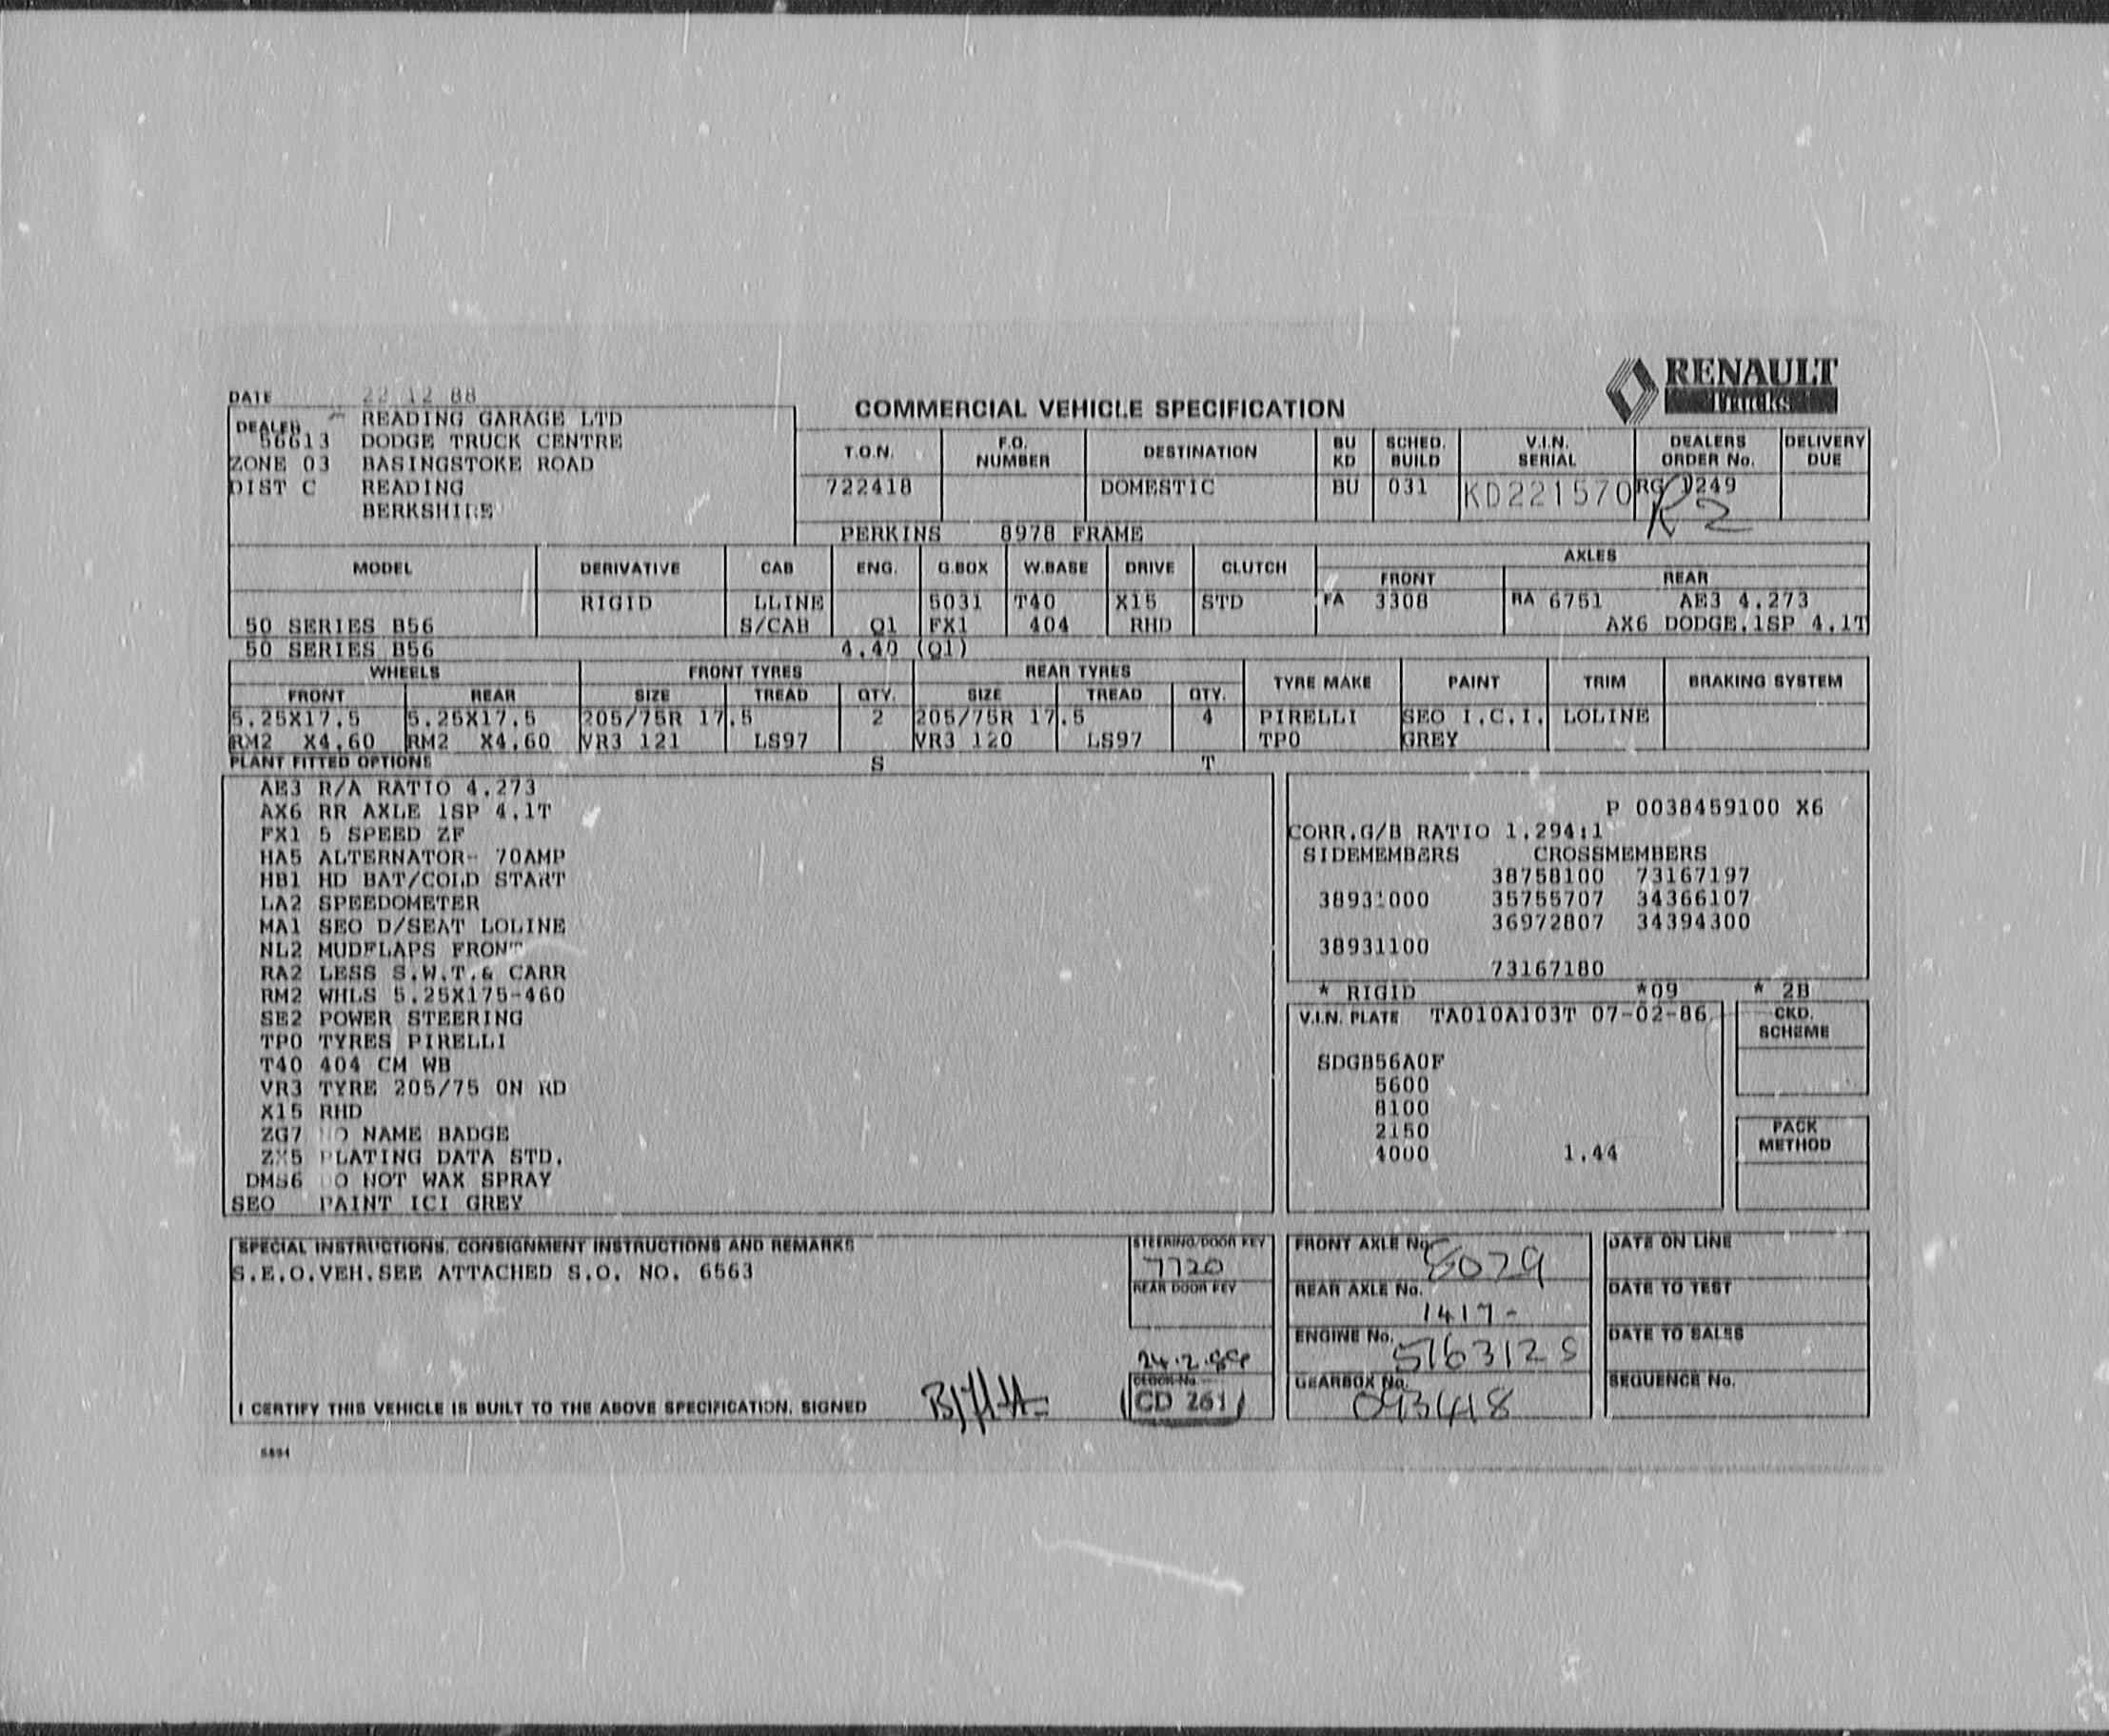 RENAULT
Trucks
DATE 22 12 88
COMMERCIAL VEHICLE SPECIFICATION
DEALER READING GARAGE LTD
56613 DODGE TRUCK CENTRE
ZONE 03 BASINGSTOKE ROAD
DIST C READING
BERKSHIRE
T.O.N. F.O. NUMBER DESTINATION BU KD SCHED. BUILD V.I.N. SERIAL DEALERS ORDER No. DELIVERY DUE
722418 DOMESTIC BU 031 KD221570 RG 1249
R2
PERKINS 8978 FRAME
MODEL DERIVATIVE CAB ENG. G.BOX W.BASE DRIVE CLUTCH AXLES
FRONT REAR
RIGID LLINE 5031 T40 X15 STD FA 3308 RA 6751 AE3 4.273
50 SERIES B56 S/CAB Q1 FX1 404 RHD AX6 DODGE.1SP 4.1T
50 SERIES B56 4.40 (Q1)
WHEELS FRONT TYRES REAR TYRES TYRE MAKE PAINT TRIM BRAKING SYSTEM
FRONT REAR SIZE TREAD QTY. SIZE TREAD QTY.
5.25X17.5 5.25X17.5 205/75R 17.5 2 205/75R 17.5 4 PIRELLI SEO I.C.I. LOLINE
RM2 X4.60 RM2 X4.60 VR3 121 LS97 VR3 120 LS97 TPO GREY
PLANT FITTED OPTIONS S T
AE3 R/A RATIO 4.273
AX6 RR AXLE 1SP 4.1T
FX1 5 SPEED ZF
HA5 ALTERNATOR- 70AMP
HB1 HD BAT/COLD START
LA2 SPEEDOMETER
MA1 SEO D/SEAT LOLINE
NL2 MUDFLAPS FRONT
RA2 LESS S.W.T.& CARR
RM2 WHLS 5.25X175-460
SE2 POWER STEERING
TPO TYRES PIRELLI
T40 404 CM WB
VR3 TYRE 205/75 ON RD
X15 RHD
ZG7 NO NAME BADGE
ZX5 PLATING DATA STD.
DMS6 DO NOT WAX SPRAY
SEO PAINT ICI GREY
P 0038459100 X6
CORR.G/B RATIO 1.294:1
SIDEMEMBERS CROSSMEMBERS
38758100 73167197
38931000 35755707 34366107
36972807 34394300
38931100
73167180
* RIGID *09 * 2B
V.I.N. PLATE TA010A103T 07-02-86
SDGB56A0F
5600
8100
2150
4000 1.44
CKD. SCHEME
PACK METHOD
SPECIAL INSTRUCTIONS, CONSIGNMENT INSTRUCTIONS AND REMARKS
S.E.O.VEH.SEE ATTACHED S.O. NO. 6563
STEERING/DOOR KEY
7720
REAR DOOR KEY
24.2.89
CLOCK No.
CD 261
I CERTIFY THIS VEHICLE IS BUILT TO THE ABOVE SPECIFICATION. SIGNED
FRONT AXLE No. 8029
REAR AXLE No.
1417-
ENGINE No. 5163125
GEARBOX No.
093418
DATE ON LINE
DATE TO TEST
DATE TO SALES
SEQUENCE No.
5894